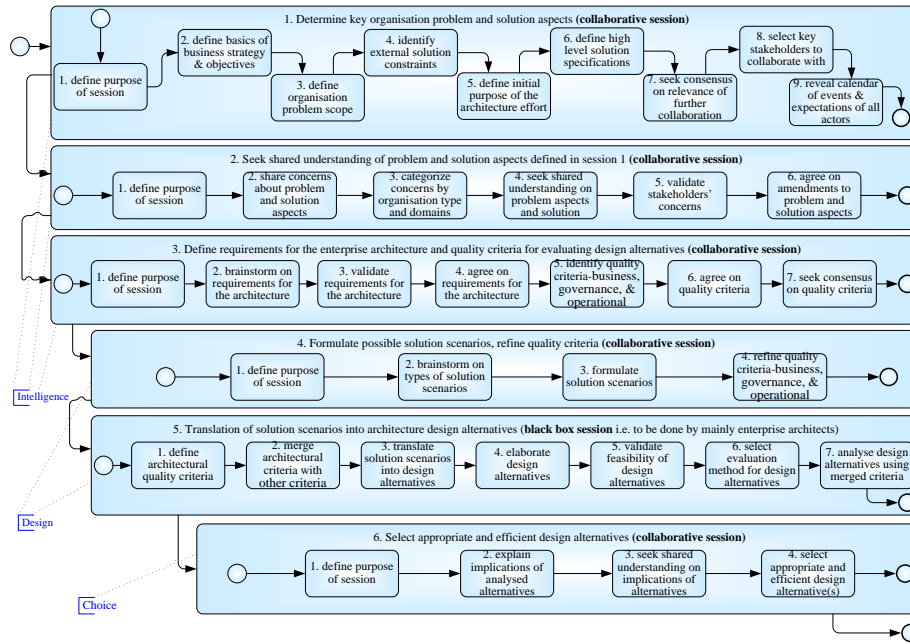 1. Determine key organisation problem and solution aspects (collaborative session)
1. define purpose
of session
2. define basics of
business strategy
& objectives
3. define
organisation
problem scope
4. identify
external solution
constraints
5. define initial
purpose of the
architecture effort
6. define high
level solution
specifications
7. seek consensus
on relevance of
further
collaboration
8. select key
stakeholders to
collaborate with
9. reveal calendar
of events &
expectations of all
actors
2. Seek shared understanding of problem and solution aspects defined in session 1 (collaborative session)
1. define purpose
of session
2. share concerns
about problem
and solution
aspects
3. categorize
concerns by
organisation type
and domains
4. seek shared
understanding on
problem aspects
and solution
5. validate
stakeholders'
concerns
6. agree on
amendments to
problem and
solution aspects
3. Define requirements for the enterprise architecture and quality criteria for evaluating design alternatives (collaborative session)
1. define purpose of
session
2. brainstorm on
requirements for
the architecture
3. validate
requirements for
the architecture
4. agree on
requirements for
the architecture
5. identify quality
criteria-business,
governance, &
operational
6. agree on
quality criteria
7. seek consensus
on quality criteria
4. Formulate possible solution scenarios, refine quality criteria (collaborative session)
1. define purpose
of session
2. brainstorm on
types of solution
scenarios
3. formulate
solution scenarios
4. refine quality
criteria-business,
governance, &
operational
Intelligence
5. Translation of solution scenarios into architecture design alternatives (black box session i.e. to be done by mainly enterprise architects)
1. define
architectural
quality criteria
2. merge
architectural
criteria with
other criteria
3. translate
solution scenarios
into design
alternatives
4. elaborate
design
alternatives
5. validate
feasibility of
design
alternatives
6. select
evaluation
method for design
alternatives
7. analyse design
alternatives using
merged criteria
Design
6. Select appropriate and efficient design alternatives (collaborative session)
1. define purpose
of session
2. explain
implications of
analysed
alternatives
3. seek shared
understanding on
implications of
alternatives
4. select
appropriate and
efficient design
alternative(s)
Choice